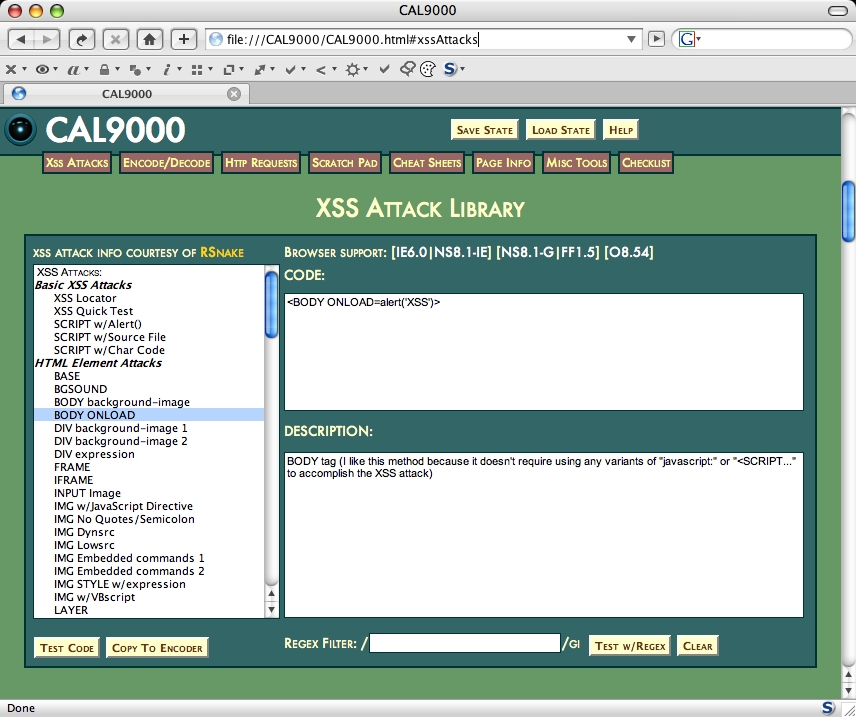 CAL9000
file:///CAL9000/CAL9000.html#xssAttacks
G
CAL9000
CAL9000
Save State
Load State
Help
Xss Attacks
Encode/Decode
Http Requests
Scratch Pad
Cheat Sheets
Page Info
Misc Tools
Checklist
XSS Attack Library
xss attack info courtesy of RSnake
XSS Attacks:
Basic XSS Attacks
XSS Locator
XSS Quick Test
SCRIPT w/Alert()
SCRIPT w/Source File
SCRIPT w/Char Code
HTML Element Attacks
BASE
BGSOUND
BODY background-image
BODY ONLOAD
DIV background-image 1
DIV background-image 2
DIV expression
FRAME
IFRAME
INPUT Image
IMG w/JavaScript Directive
IMG No Quotes/Semicolon
IMG Dynsrc
IMG Lowsrc
IMG Embedded commands 1
IMG Embedded commands 2
IMG STYLE w/expression
IMG w/VBscript
LAYER
Test Code
Copy To Encoder
Browser support: [IE6.0|NS8.1-IE] [NS8.1-G|FF1.5] [O8.54]
CODE:
<BODY ONLOAD=alert('XSS')>
DESCRIPTION:
BODY tag (I like this method because it doesn't require using any variants of "javascript:" or "<SCRIPT..."
to accomplish the XSS attack)
Regex Filter: /
/gi
Test w/Regex
Clear
Done